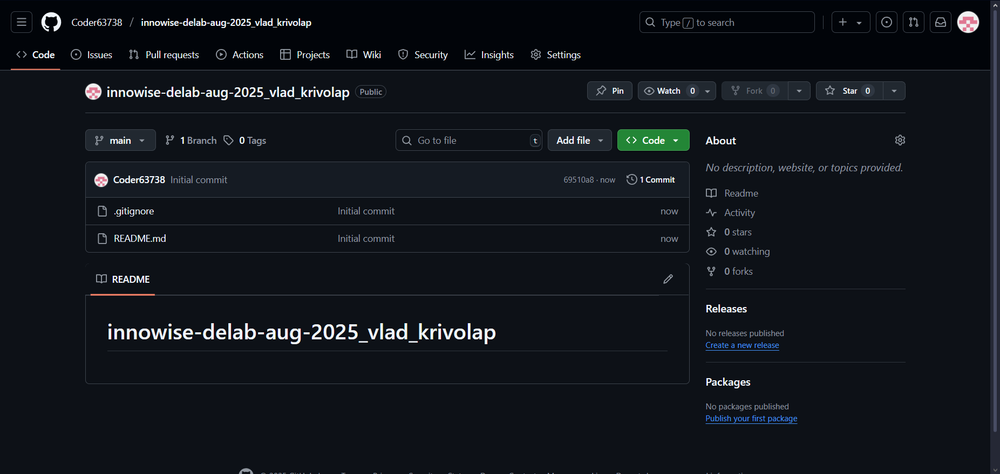 Coder63738 / innowise-delab-aug-2025_vlad_krivolap
Type / to search
Code Issues Pull requests Actions Projects Wiki Security Insights Settings
innowise-delab-aug-2025_vlad_krivolap Public
Pin Watch 0 Fork 0 Star 0
main 1 Branch 0 Tags
Go to file t Add file Code
Coder63738 Initial commit 69510a8 · now 1 Commit
.gitignore Initial commit now
README.md Initial commit now
README
innowise-delab-aug-2025_vlad_krivolap
About
No description, website, or topics provided.
Readme
Activity
0 stars
0 watching
0 forks
Releases
No releases published
Create a new release
Packages
No packages published
Publish your first package